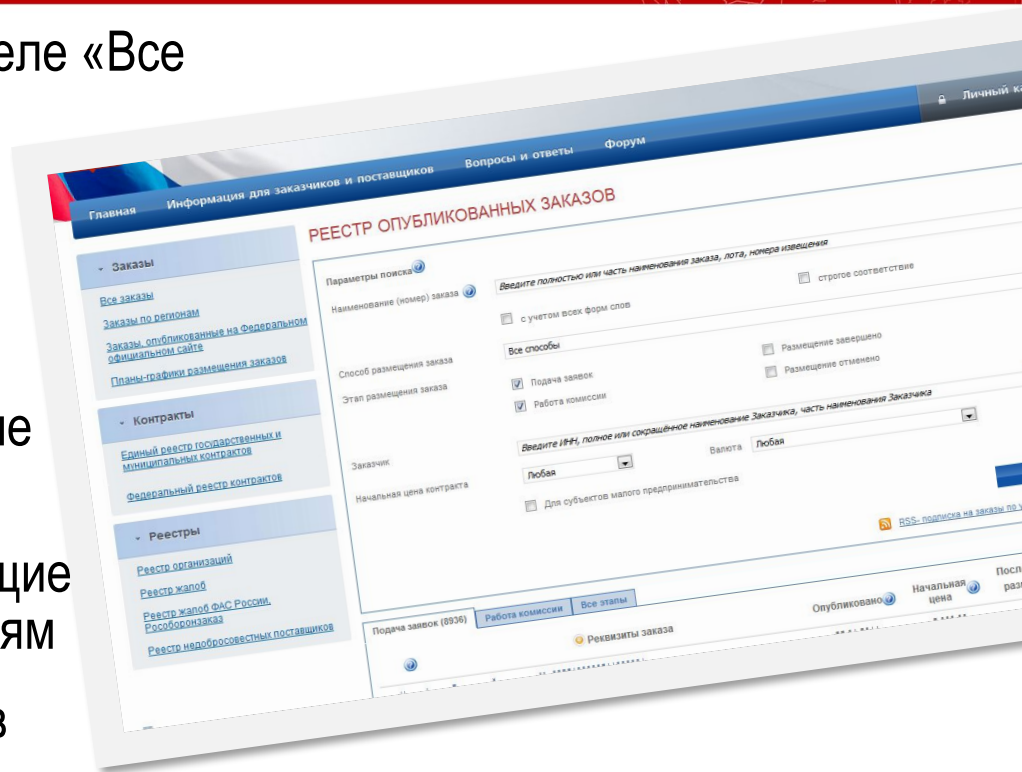 еле «Все
ые
щие
ям
в
Личный ка
Главная Информация для заказчиков и поставщиков Вопросы и ответы Форум
Заказы
Все заказы
Заказы по регионам
Заказы, опубликованные на Федеральном
официальном сайте
Планы-графики размещения заказов
Контракты
Единый реестр государственных и
муниципальных контрактов
Федеральный реестр контрактов
Реестры
Реестр организаций
Реестр жалоб
Реестр жалоб ФАС России,
Рособоронзаказ
Реестр недобросовестных поставщиков
РЕЕСТР ОПУБЛИКОВАННЫХ ЗАКАЗОВ
Параметры поиска
Наименование (номер) заказа Введите полностью или часть наименования заказа, лота, номера извещения
с учетом всех форм слов строгое соответствие
Способ размещения заказа Все способы
Этап размещения заказа Подача заявок Размещение завершено
Работа комиссии Размещение отменено
Заказчик Введите ИНН, полное или сокращённое наименование Заказчика, часть наименования Заказчика
Начальная цена контракта Любая Валюта Любая
Для субъектов малого предпринимательства
RSS- подписка на заказы по у
Подача заявок (8936) Работа комиссии Все этапы
Реквизиты заказа Опубликовано Начальная
цена
Посл
раз